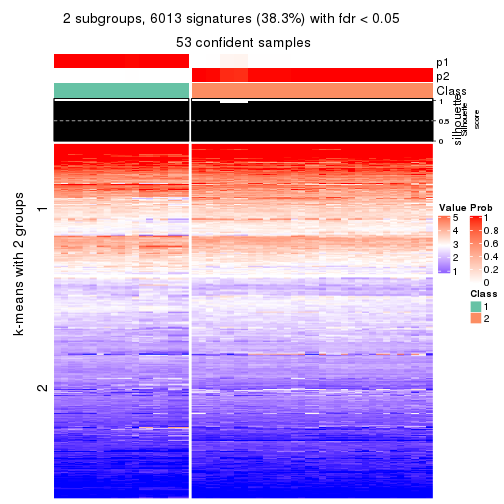 2 subgroups, 6013 signatures (38.3%) with fdr < 0.05
53 confident samples
p1
p2
Class
1
0.5
0
silhouette
Silhouette
score
k-means with 2 groups
1
2
Value
5
4
3
2
1
Prob
1
0.8
0.6
0.4
0.2
0
Class
1
2